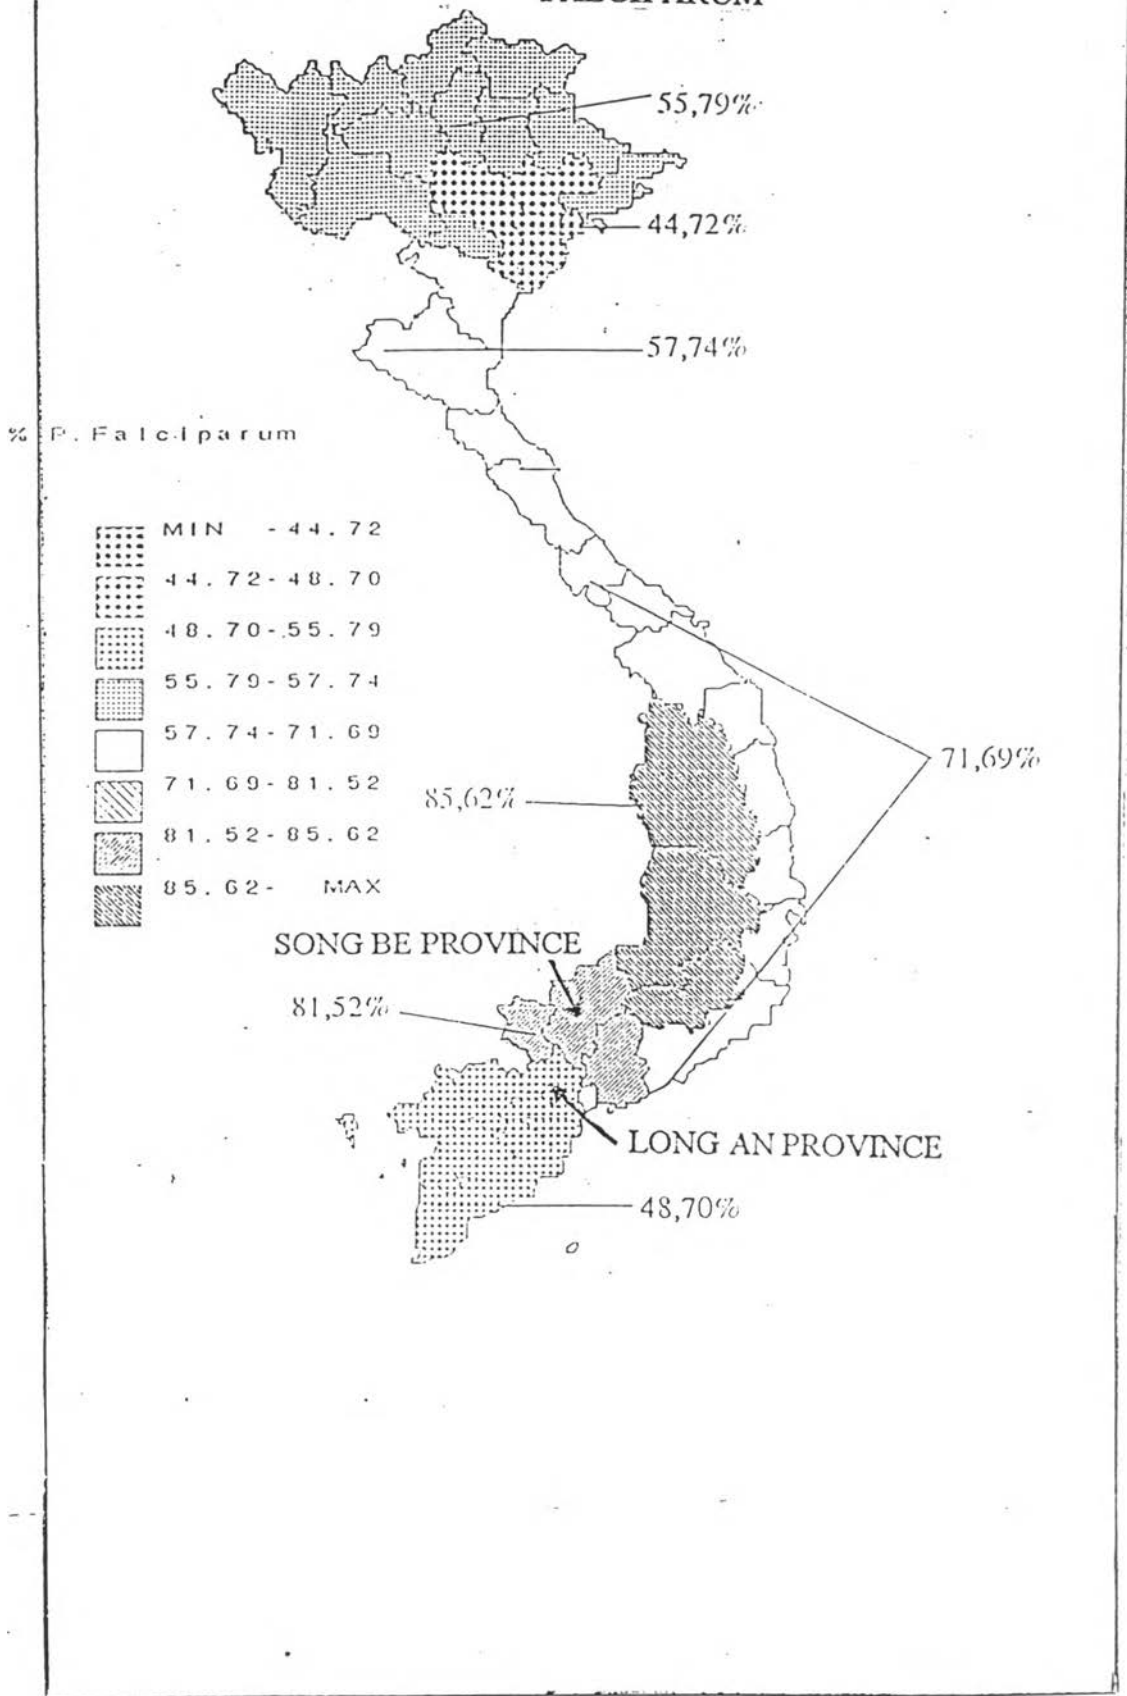 55,79%
44,72%
57,74%
% P.Falciparum
MIN - 44.72
44.72-48.70
48.70-55.79
55.79-57.74
57.74-71.69
71.69-81.52
81.52-85.62
85.62- MAX
71,69%
85,62%
SONG BE PROVINCE
81,52%
LONG AN PROVINCE
48,70%